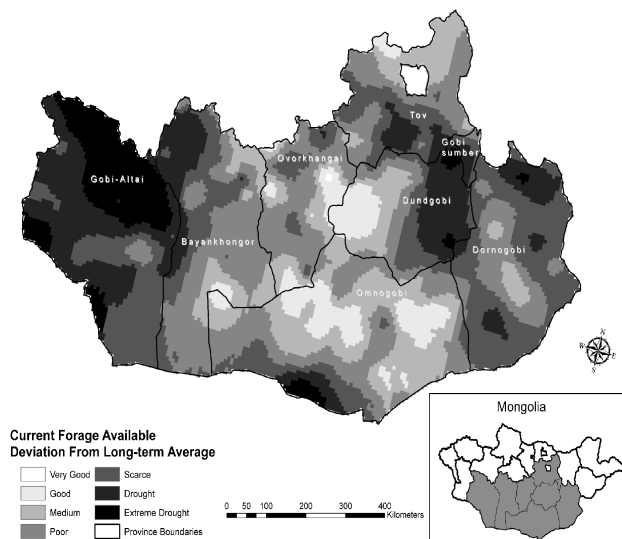 Tov
Gobi
sumber
Ovorkhangai
Gobi-Altai
Dundgobi
Bayankhongor
Dornogobi
Omnogobi
N
W
E
S
Current Forage Available
Deviation From Long-term Average
Very Good
Good
Medium
Poor
Scarce
Drought
Extreme Drought
Province Boundaries
0 50 100 200 300 400
Kilometers
Mongolia